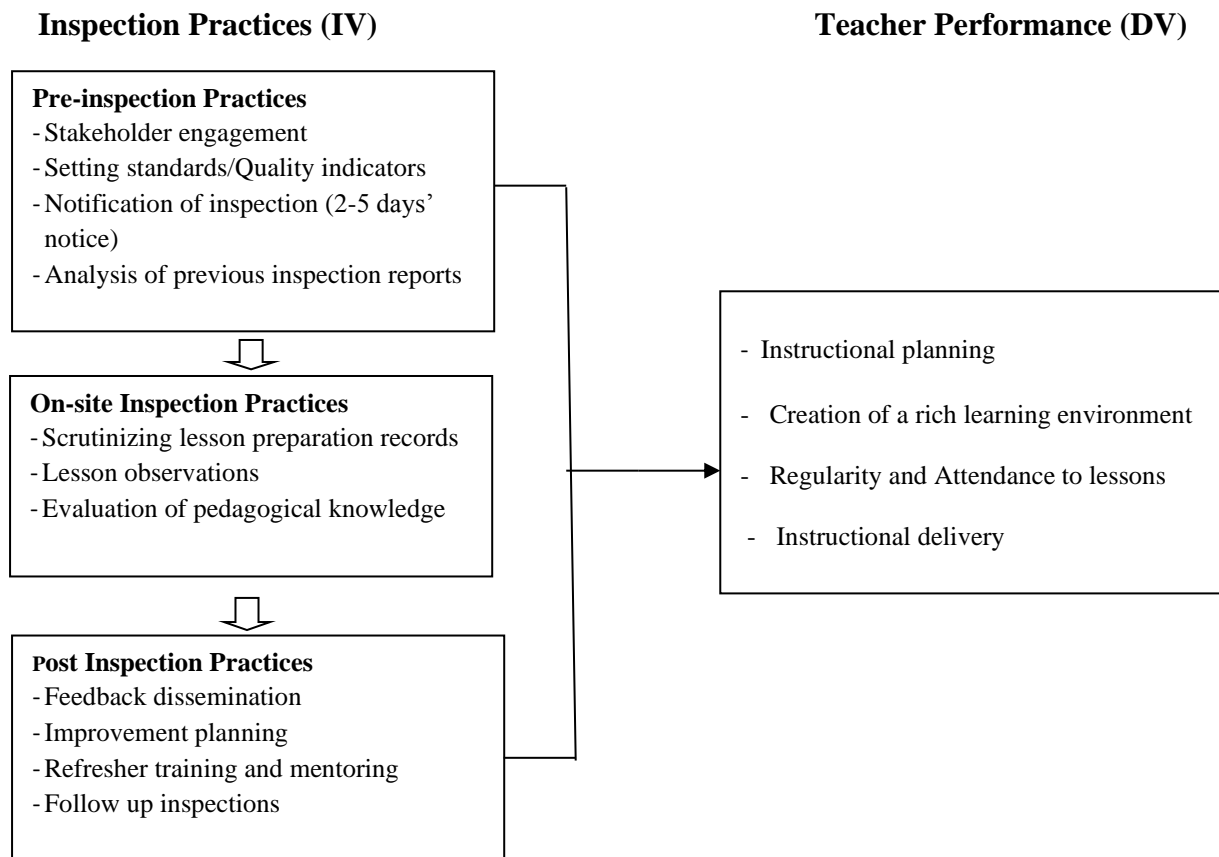 Inspection Practices (IV)
Teacher Performance (DV)
Pre-inspection Practices
- Stakeholder engagement
- Setting standards/Quality indicators
- Notification of inspection (2-5 days’
notice)
- Analysis of previous inspection reports
On-site Inspection Practices
- Scrutinizing lesson preparation records
- Lesson observations
- Evaluation of pedagogical knowledge
Post Inspection Practices
- Feedback dissemination
- Improvement planning
- Refresher training and mentoring
- Follow up inspections
- Instructional planning
- Creation of a rich learning environment
- Regularity and Attendance to lessons
- Instructional delivery